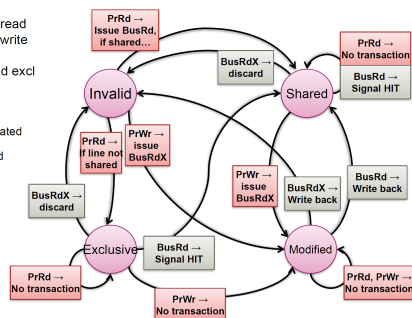 read
write
d excl
ated
d
PrRd →
Issue BusRd,
if shared…
BusRdX →
discard
PrRd →
No transaction
BusRd →
Signal HIT
Invalid
Shared
PrRd →
If line not
shared
PrWr →
issue
BusRdX
PrWr →
issue
BusRdX
BusRdX →
Write back
BusRd →
Write back
BusRdX →
discard
Exclusive
BusRd →
Signal HIT
Modified
PrRd →
No transaction
PrWr →
No transaction
PrRd, PrWr →
No transaction